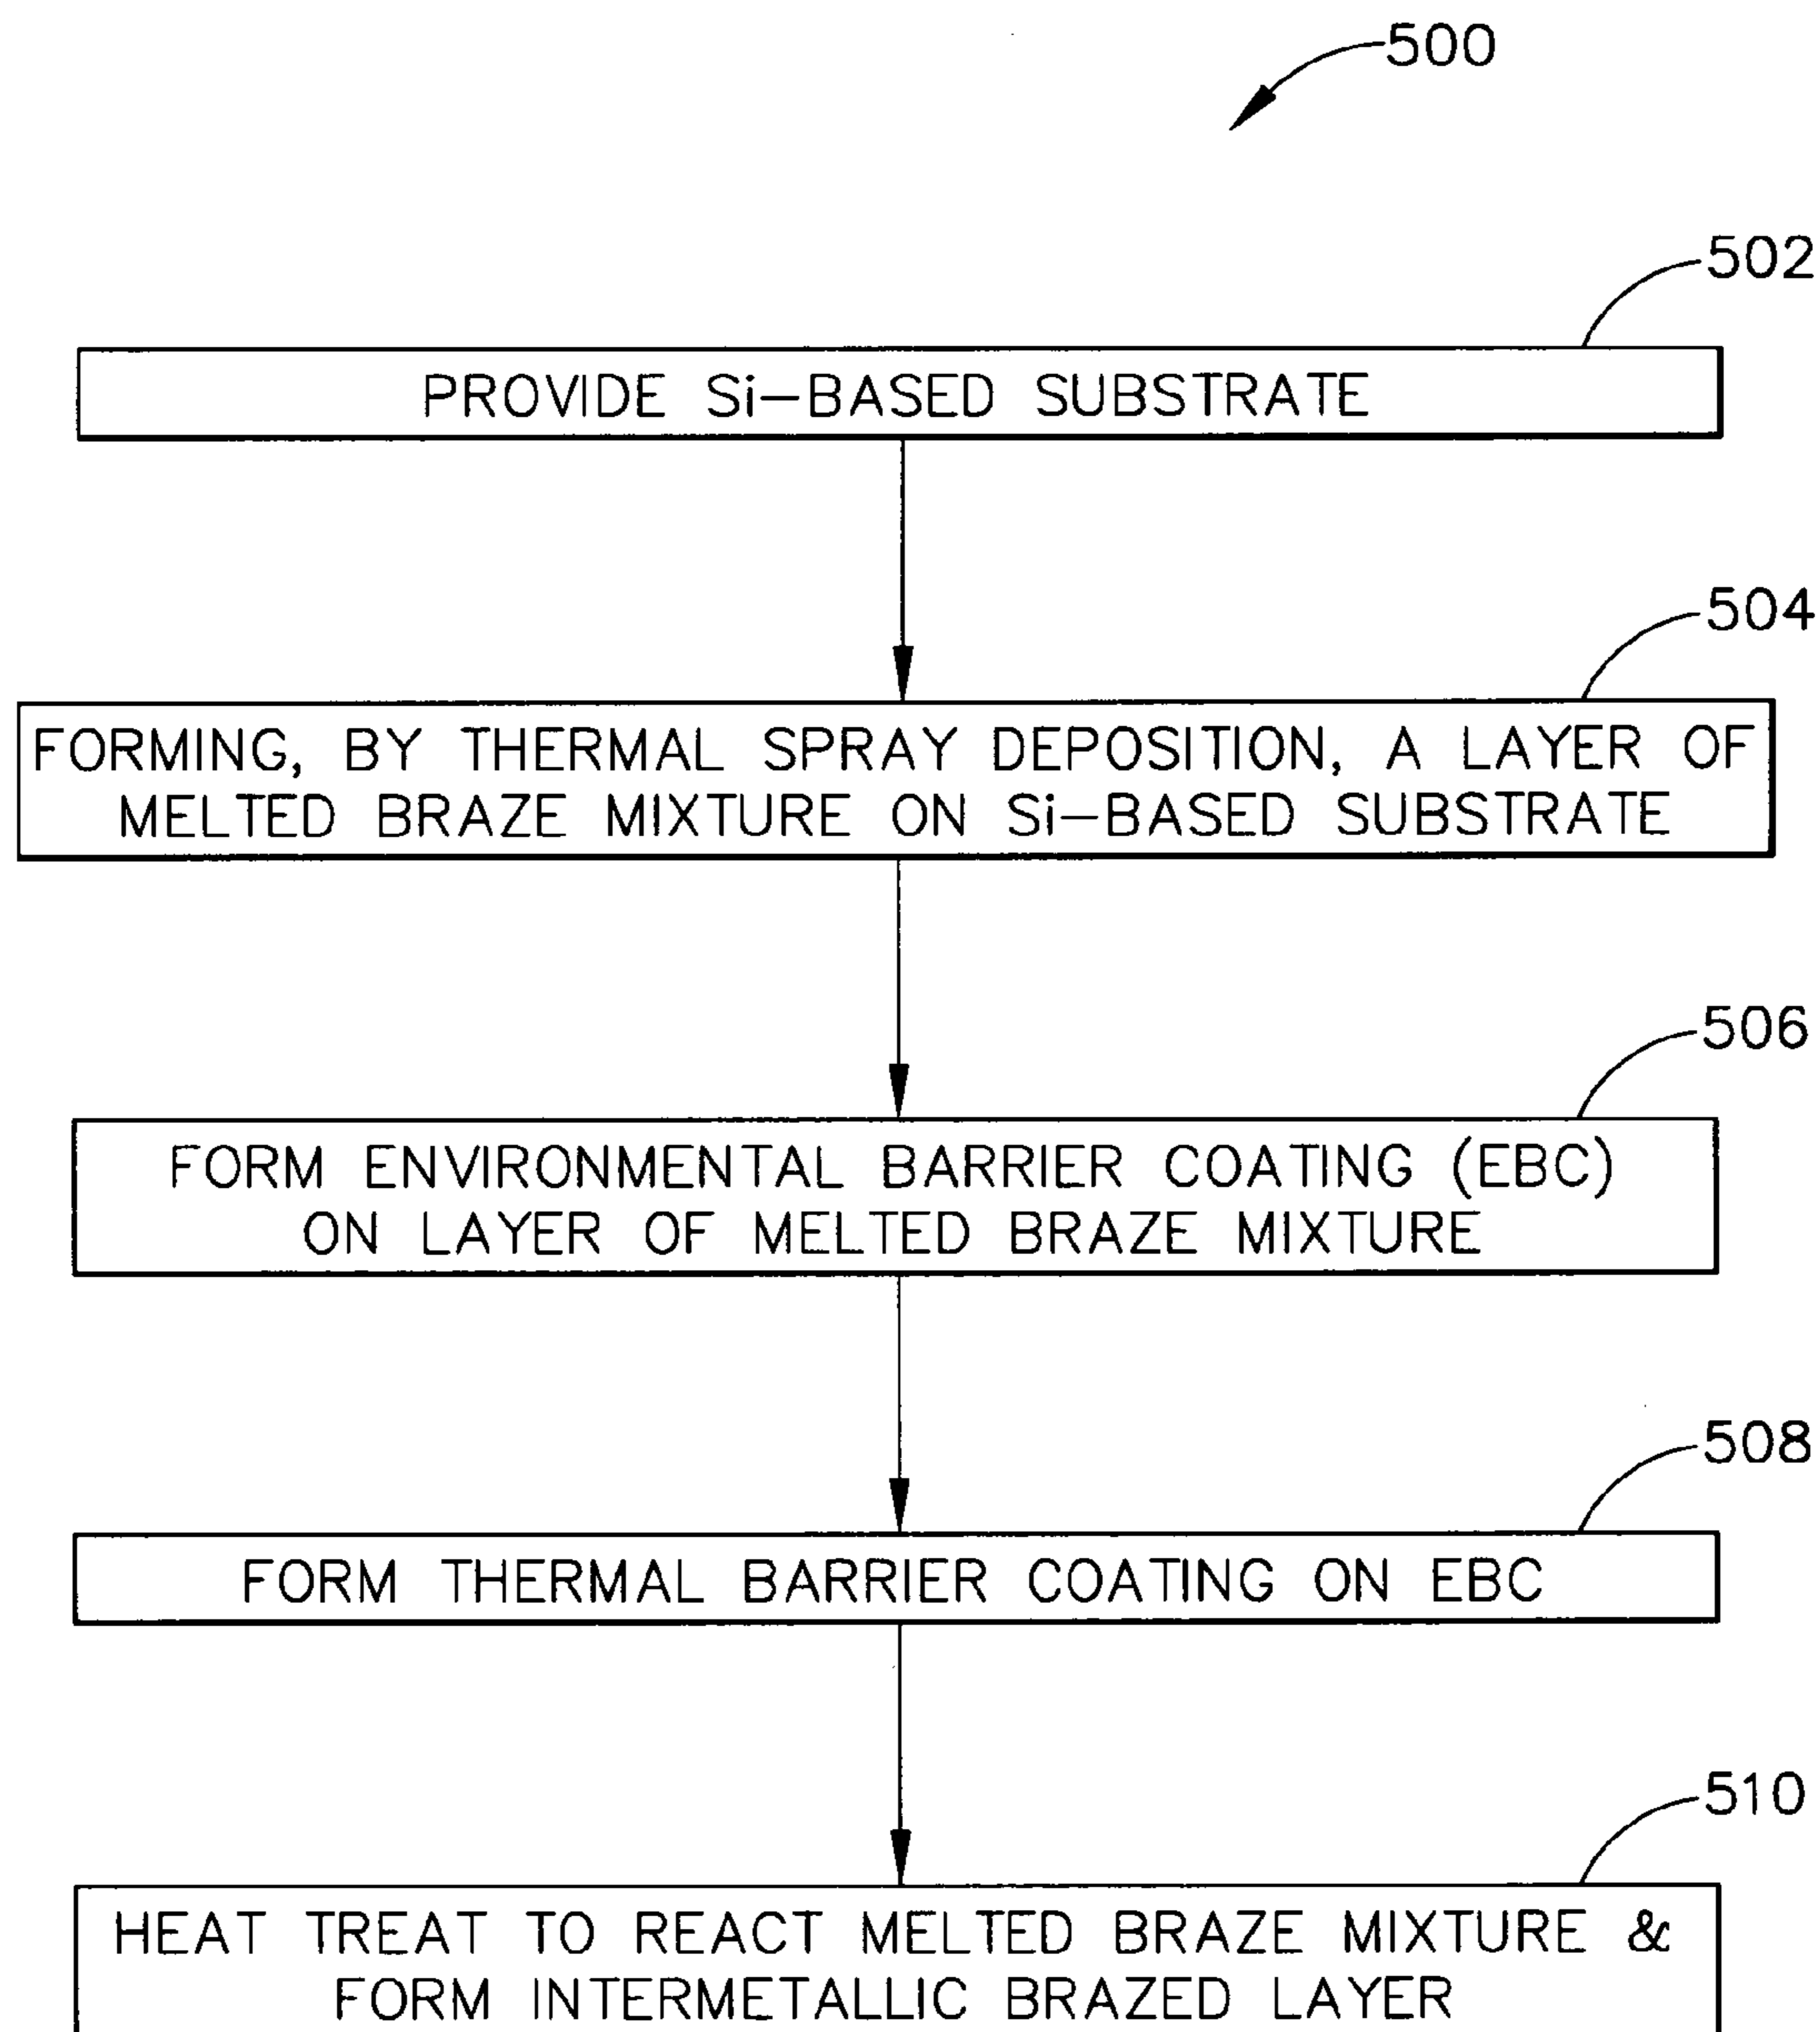 500
502
PROVIDE Si-BASED SUBSTRATE
504
FORMING, BY THERMAL SPRAY DEPOSITION, A LAYER OF
MELTED BRAZE MIXTURE ON Si-BASED SUBSTRATE
506
FORM ENVIRONMENTAL BARRIER COATING (EBC)
ON LAYER OF MELTED BRAZE MIXTURE
508
FORM THERMAL BARRIER COATING ON EBC
510
HEAT TREAT TO REACT MELTED BRAZE MIXTURE &
FORM INTERMETALLIC BRAZED LAYER